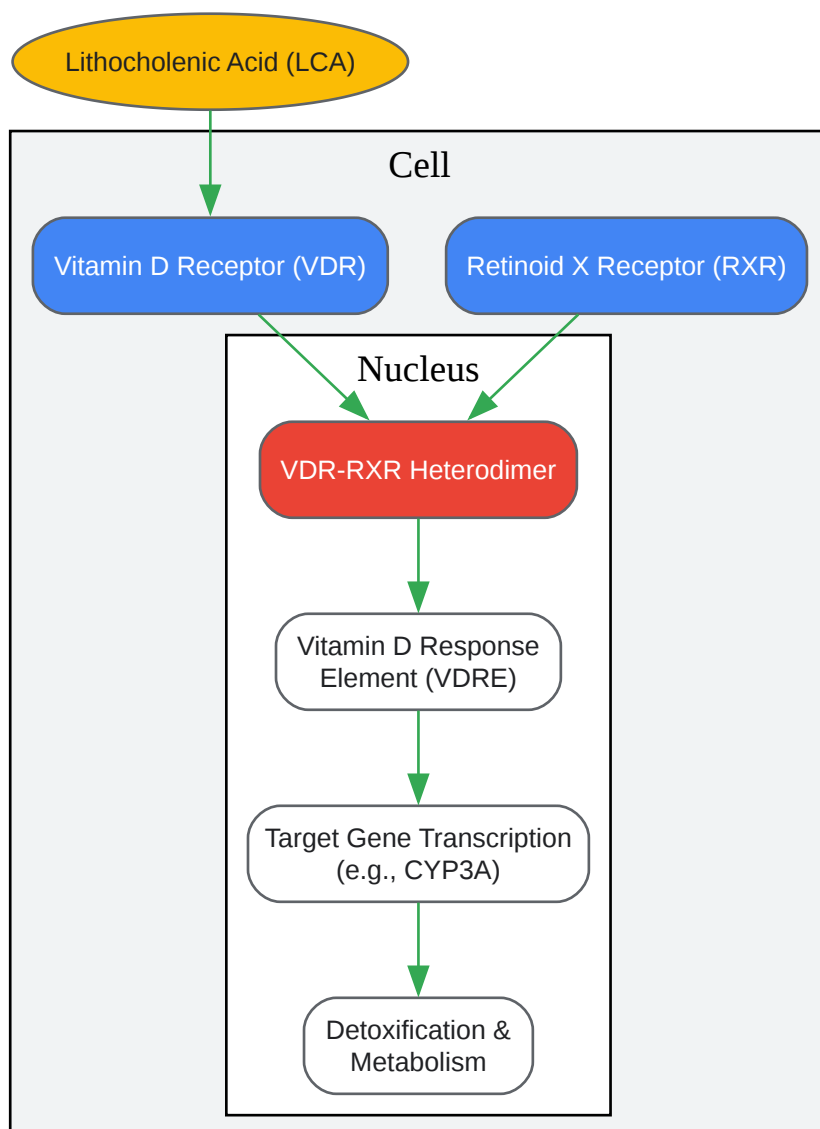 Lithocholenic Acid (LCA)
Cell
Vitamin D Receptor (VDR)
Retinoid X Receptor (RXR)
Nucleus
VDR-RXR Heterodimer
Vitamin D Response
Element (VDRE)
Target Gene Transcription
(e.g., CYP3A)
Detoxification &
Metabolism